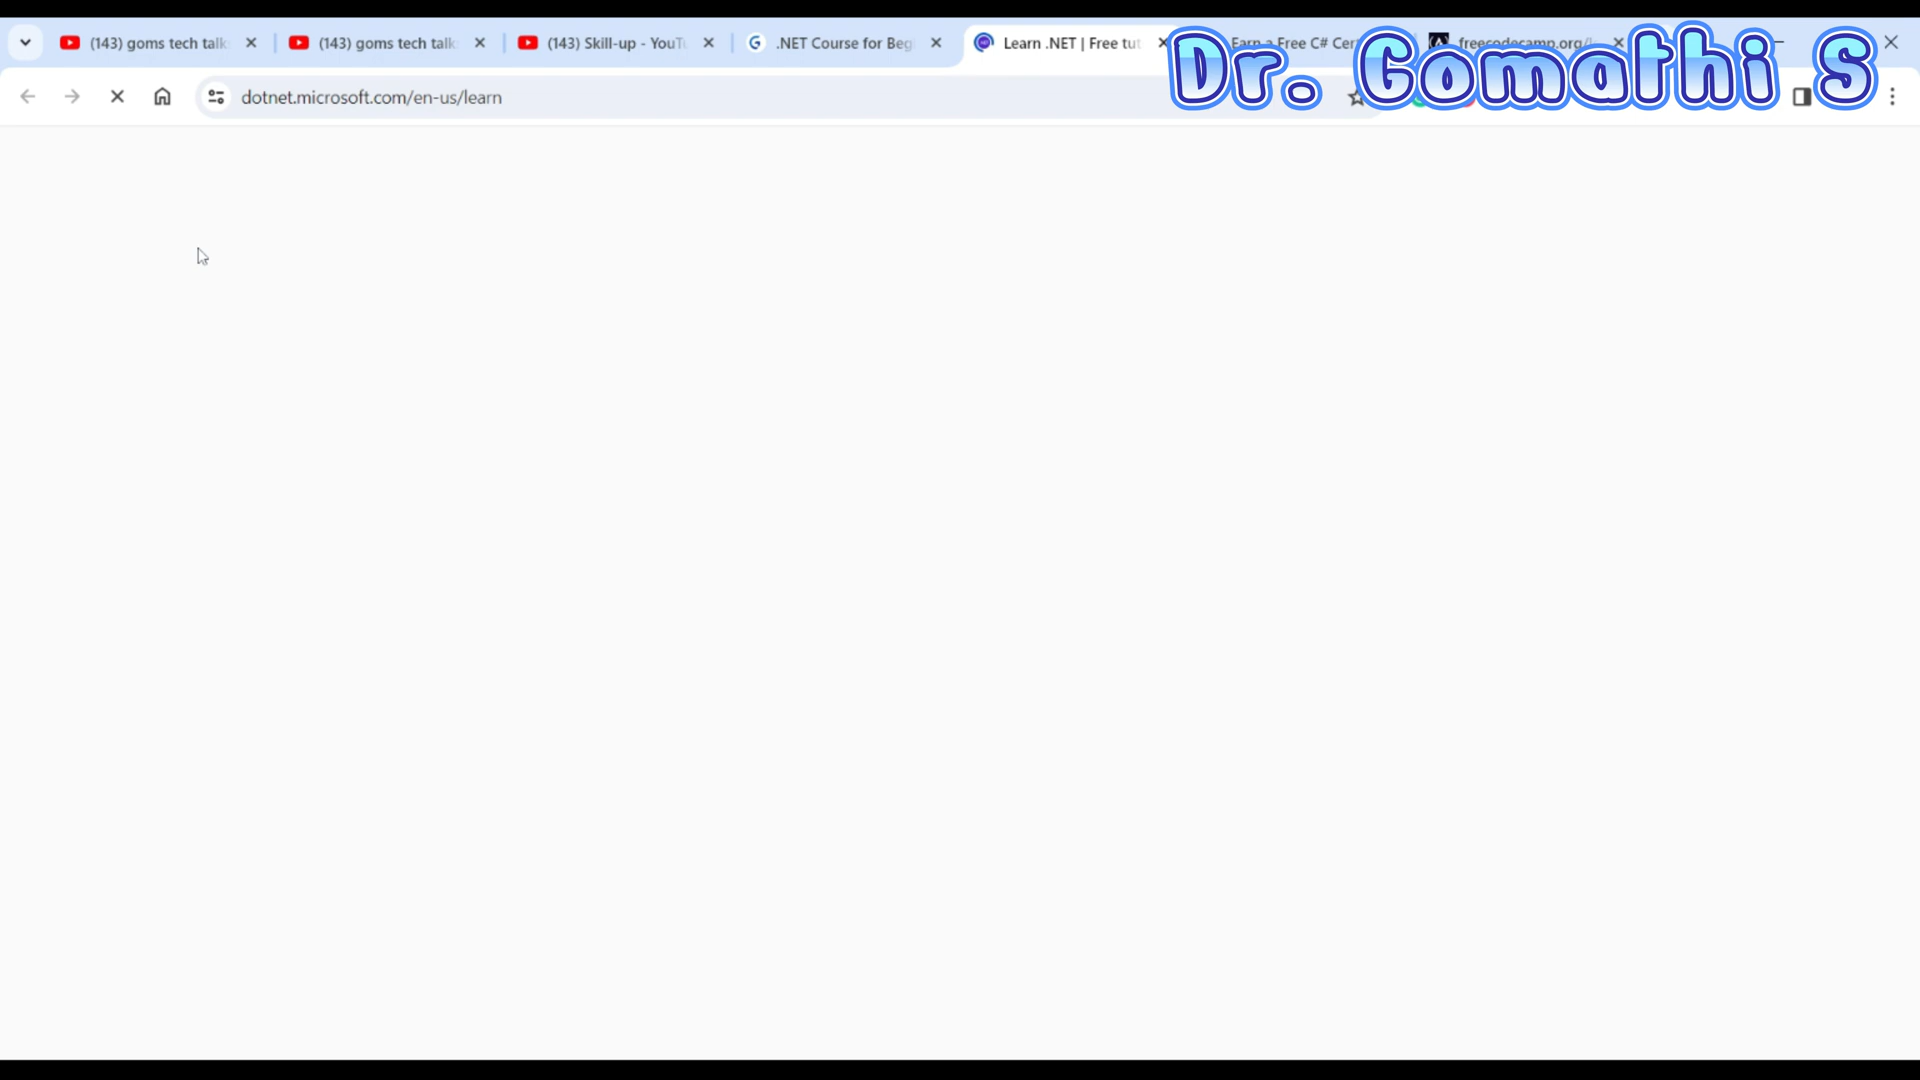 (143) goms tech talk
(143) goms tech talk
(143) Skill-up - YouTu
.NET Course for Beg
Learn .NET | Free tut
Earn a Free C# Cer
freecodecamp.org/
Dr. Gomathi S
dotnet.microsoft.com/en-us/learn